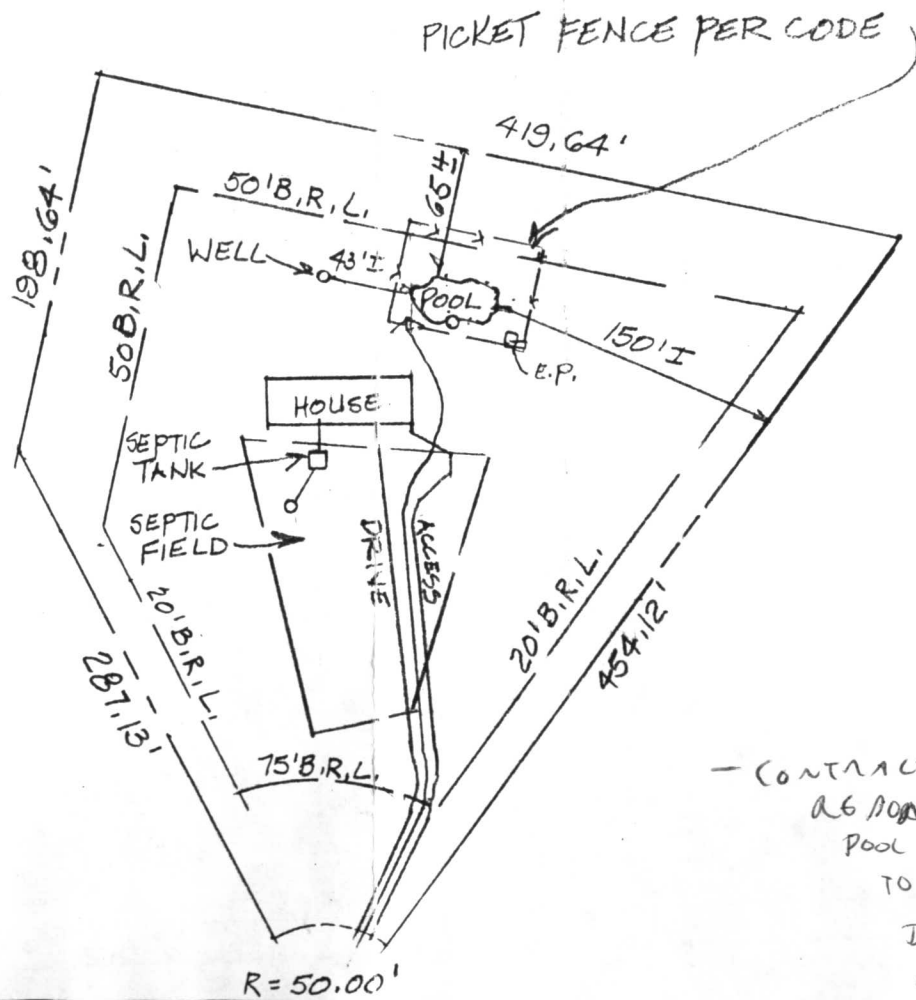 PICKET FENCE PER CODE
419.64'
65'±
50'B.R.L.
198.64'
WELL
43'±
50 B.R.L.
POOL
150'±
E.P.
HOUSE
SEPTIC
TANK
SEPTIC
FIELD
DRIVE
ACCESS
20'B.R.L.
20'B.R.L.
454.12'
287.13'
75'B.R.L.
- CONTRAC
POOL
TO
R = 50.00'